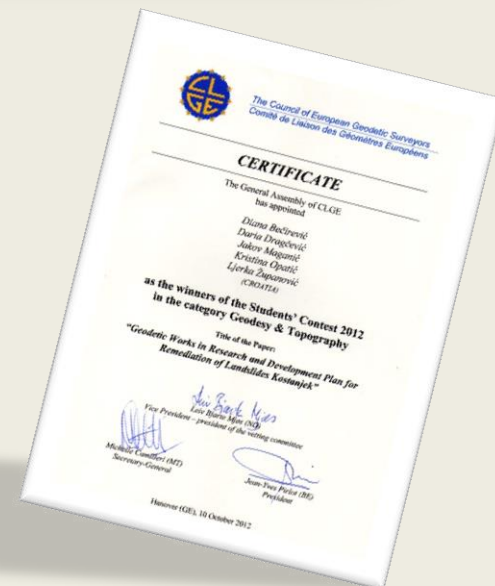 CLGE
The Council of European Geodetic Surveyors
Comité de Liaison des Géomètres Européens
CERTIFICATE
The General Assembly of CLGE
has appointed
Diana Bečirević
Daria Dragčević
Jakov Maganić
Kristina Opatić
Ljerka Županović
(CROATIA)
as the winners of the Students' Contest 2012
in the category Geodesy & Topography
Title of the Paper:
"Geodetic Works in Research and Development Plan for
Remediation of Landslides Kostanjek"
Leiv Bjarte Mjøs (NO)
Vice President – president of the vetting committee
Michelle Camilleri (MT)
Secretary-General
Jean-Yves Pirlot (BE)
President
Hanover (GE), 10 October 2012